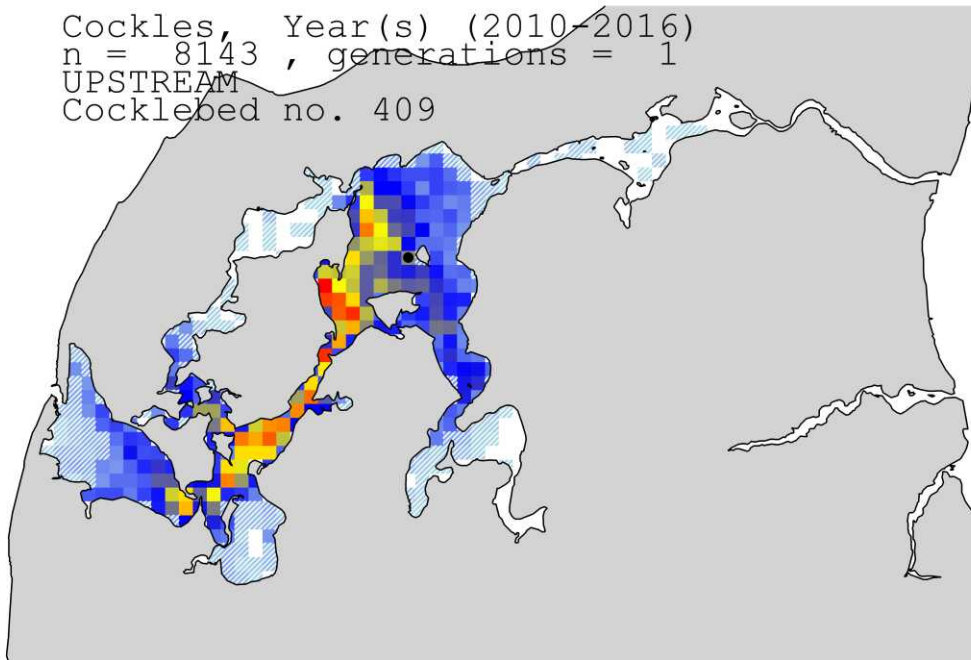 Cockles, Year(s) (2010-2016)
n = 8143 , generations = 1
UPSTREAM
Cocklebed no. 409